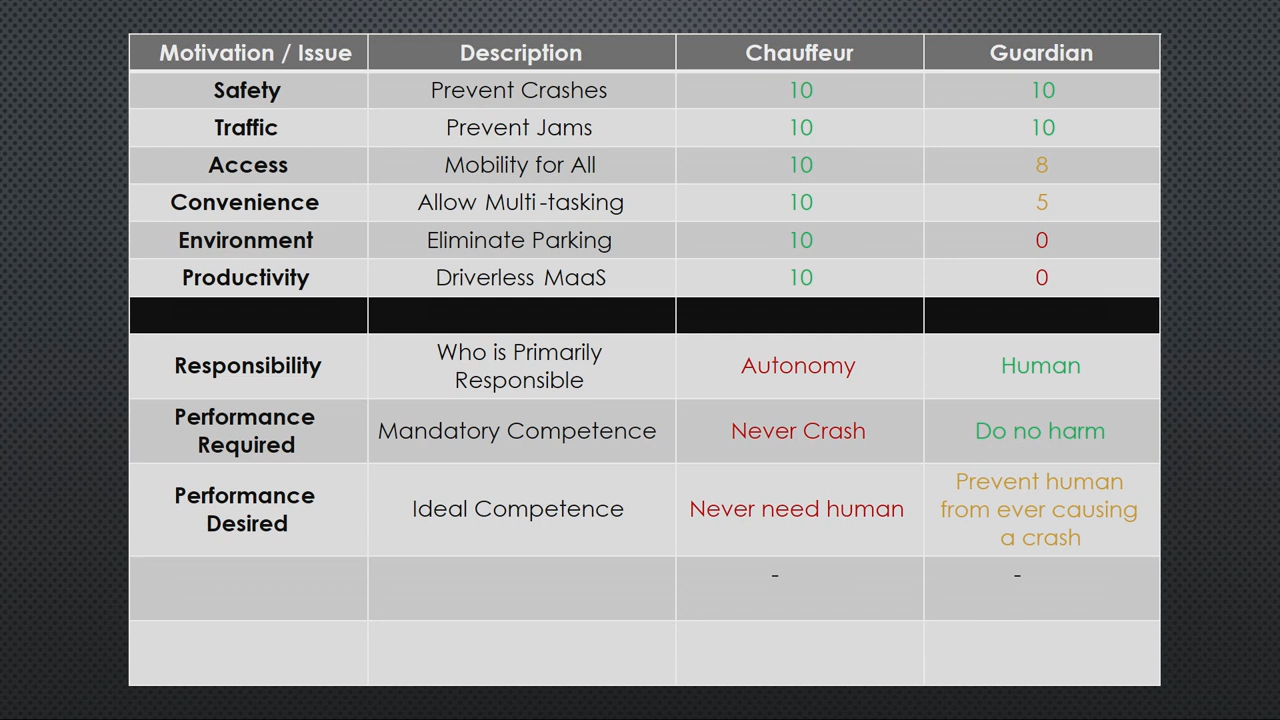 Motivation / Issue Description Chauffeur Guardian
Safety Prevent Crashes 10 10
Traffic Prevent Jams 10 10
Access Mobility for All 10 8
Convenience Allow Multi-tasking 10 5
Environment Eliminate Parking 10 0
Productivity Driverless MaaS 10 0
Responsibility
Who is Primarily
Responsible
Autonomy
Human
Performance
Required
Mandatory Competence
Never Crash
Do no harm
Performance
Desired
Ideal Competence
Never need human
Prevent human
from ever causing
a crash
- -